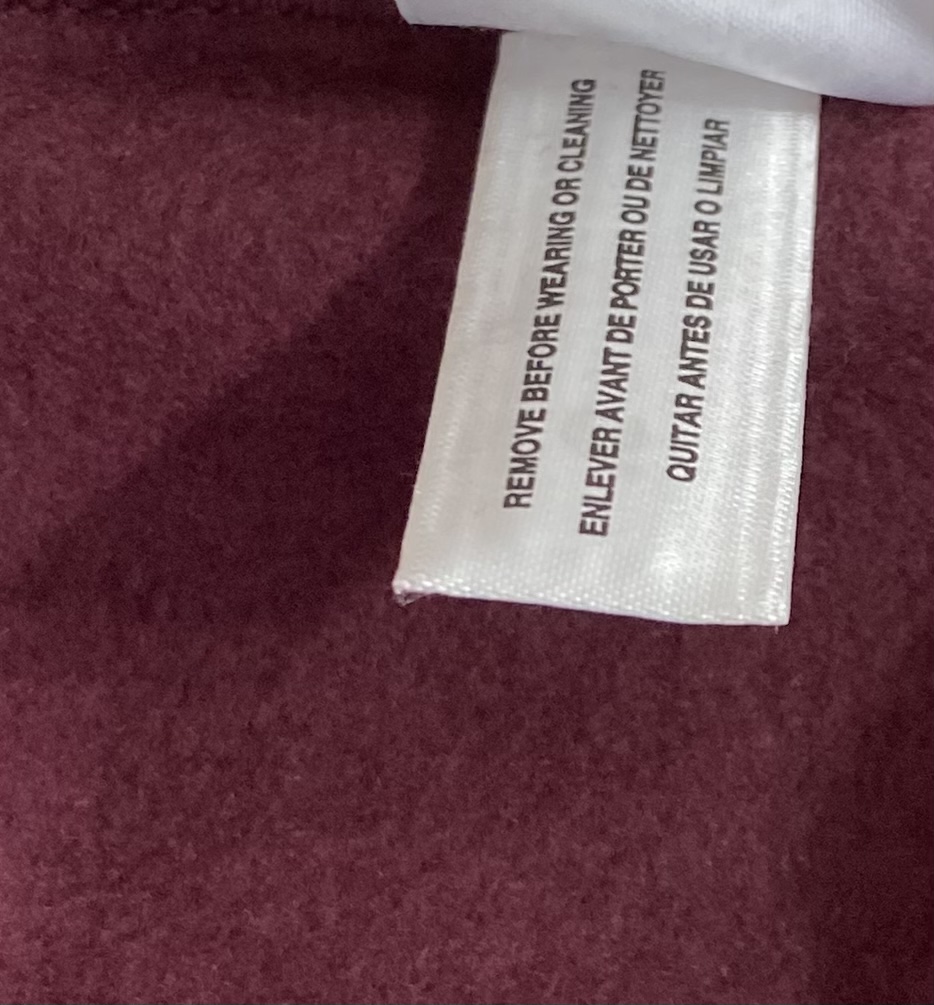 REMOVE BEFORE WEARING OR CLEANING
ENLEVER AVANT DE PORTER OU DE NETTOYER
QUITAR ANTES DE USAR O LIMPIAR